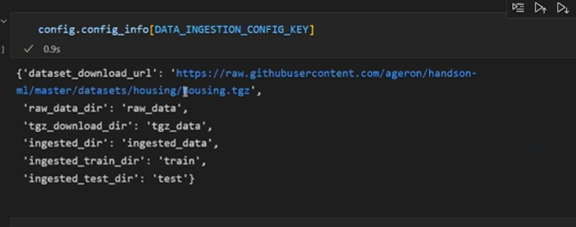 config.config_info[DATA_INGESTION_CONFIG_KEY]
0.9s
{'dataset_download_url': 'https://raw.githubusercontent.com/ageron/handson-
ml/master/datasets/housing/housing.tgz',
'raw_data_dir': 'raw_data',
'tgz_download_dir': 'tgz_data',
'ingested_dir': 'ingested_data',
'ingested_train_dir': 'train',
'ingested_test_dir': 'test'}